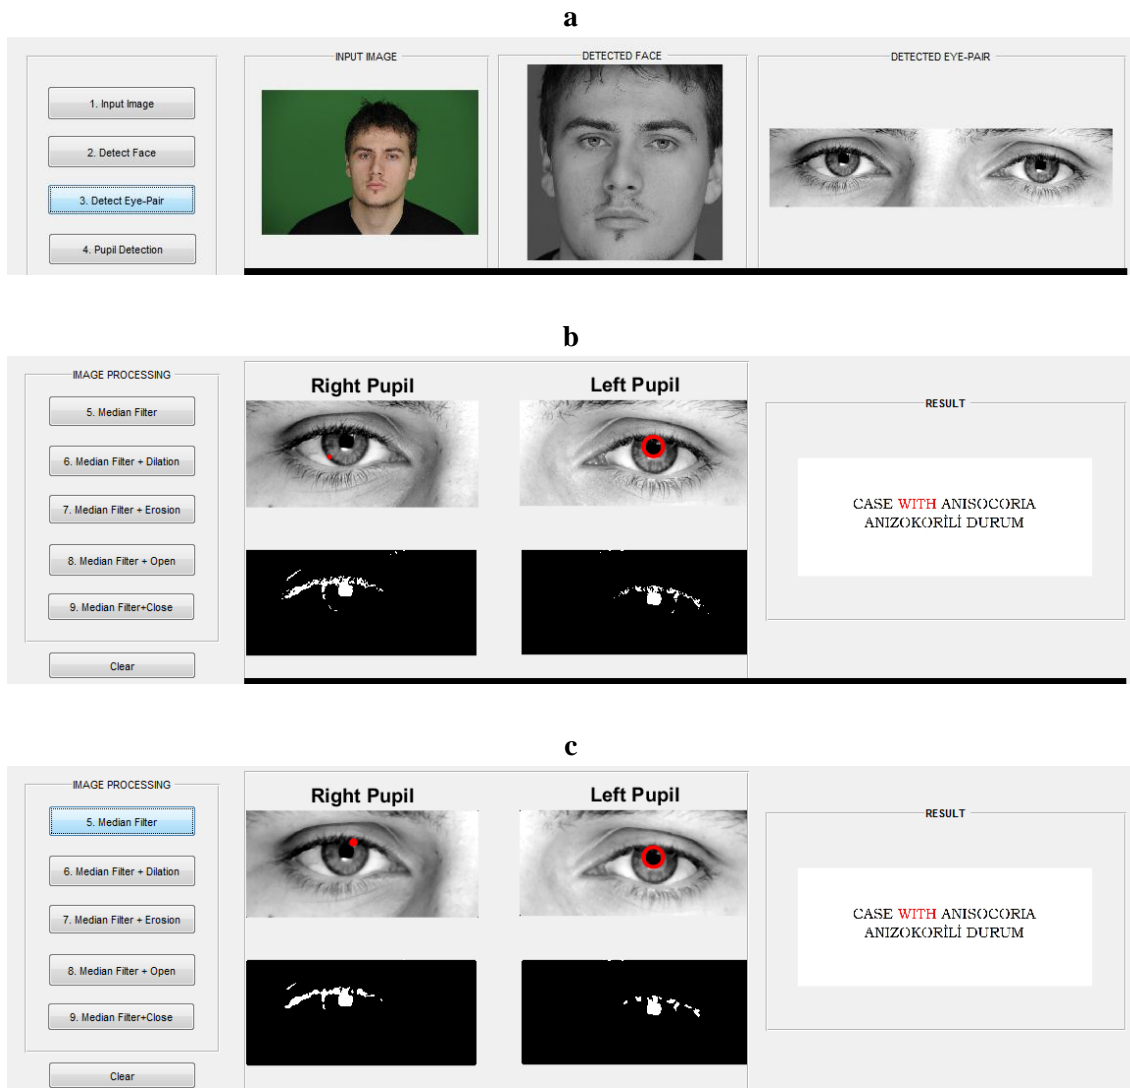 a
INPUT IMAGE
DETECTED FACE
DETECTED EYE-PAIR
1. Input Image
2. Detect Face
3. Detect Eye-Pair
4. Pupil Detection
b
IMAGE PROCESSING
5. Median Filter
6. Median Filter + Dilation
7. Median Filter + Erosion
8. Median Filter + Open
9. Median Filter+Close
Clear
Right Pupil
Left Pupil
RESULT
CASE WITH ANISOCORIA
ANIZOKORİLİ DURUM
c
IMAGE PROCESSING
5. Median Filter
6. Median Filter + Dilation
7. Median Filter + Erosion
8. Median Filter + Open
9. Median Filter+Close
Clear
Right Pupil
Left Pupil
RESULT
CASE WITH ANISOCORIA
ANIZOKORİLİ DURUM